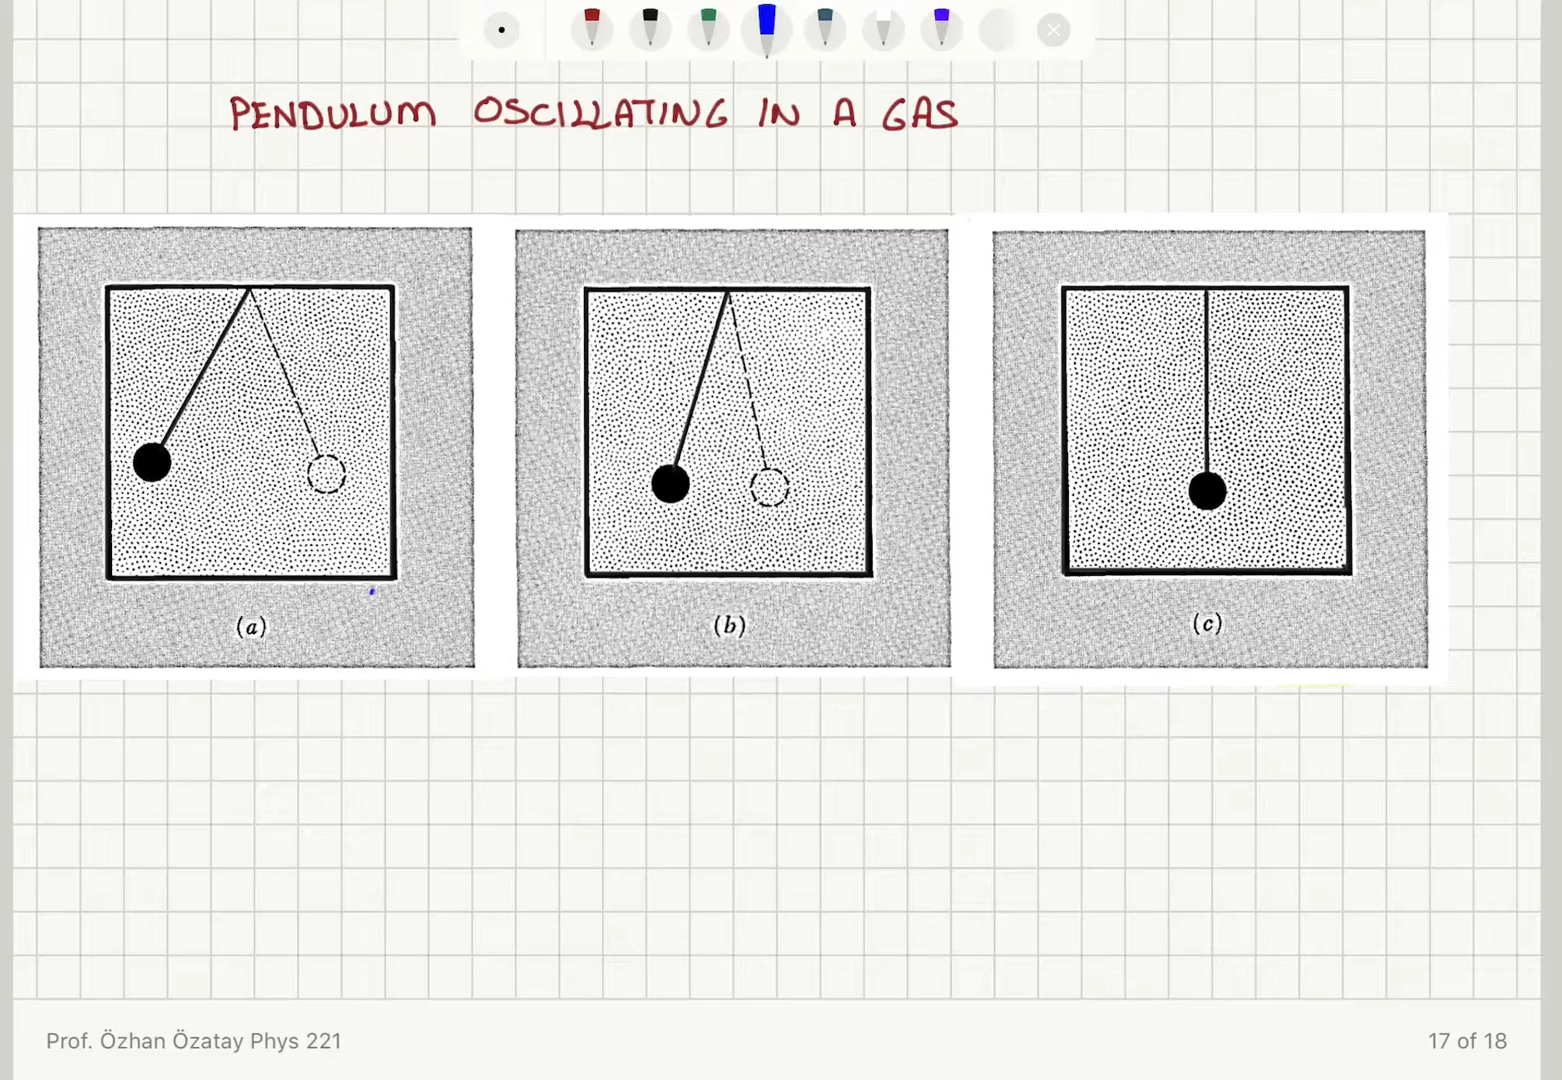 PENDULUM OSCILLATING IN A GAS
(a)
(b)
(c)
Prof. Özhan Özatay Phys 221
17 of 18